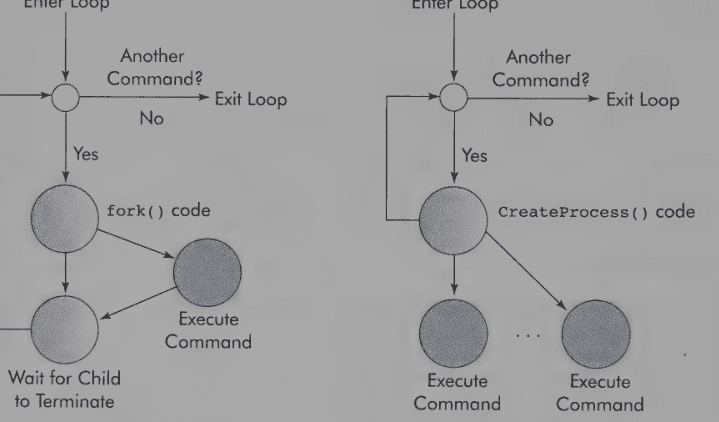 Enter Loop
Another
Command?
Exit Loop
No
Yes
fork() code
Execute
Command
Wait for Child
to Terminate
Enter Loop
Another
Command?
Exit Loop
No
Yes
CreateProcess() code
...
Execute
Command
Execute
Command